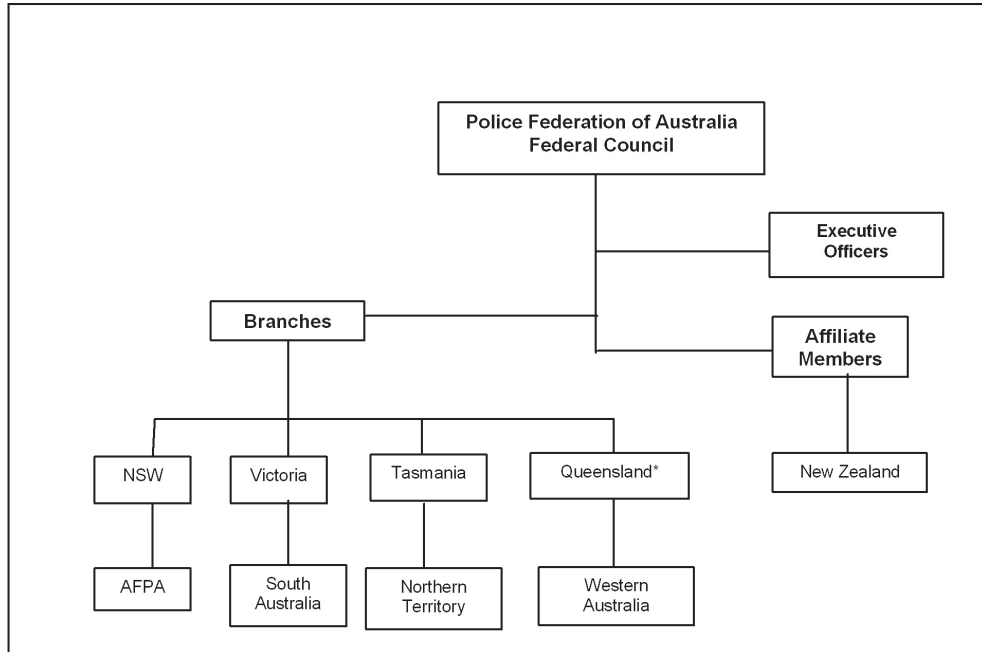 Police Federation of Australia
Federal Council
Executive
Officers
Branches
Affiliate
Members
NSW
Victoria
Tasmania
Queensland*
New Zealand
AFPA
South
Australia
Northern
Territory
Western
Australia